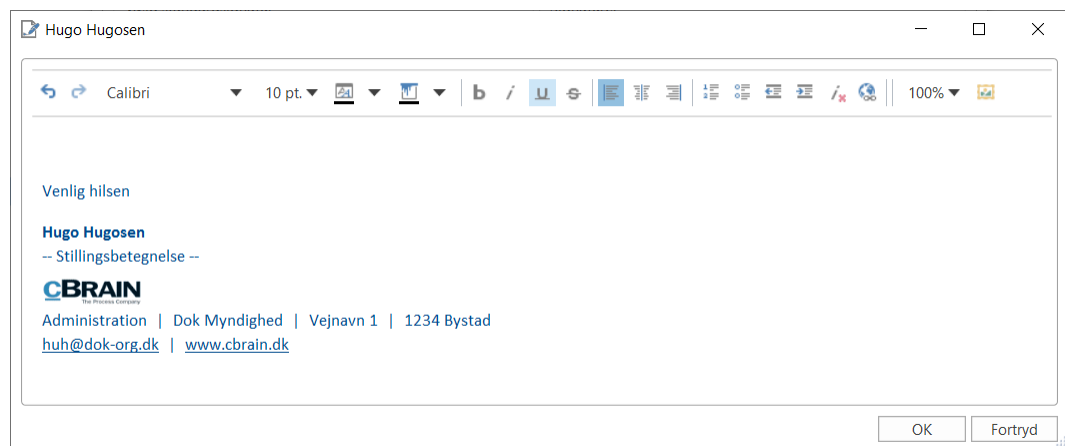 Hugo Hugosen
Calibri 10 pt. b i u s 100%
Venlig hilsen
Hugo Hugosen
-- Stillingsbetegnelse --
CBRAIN
The Process Company
Administration | Dok Myndighed | Vejnavn 1 | 1234 Bystad
huh@dok-org.dk | www.cbrain.dk
OK Fortryd